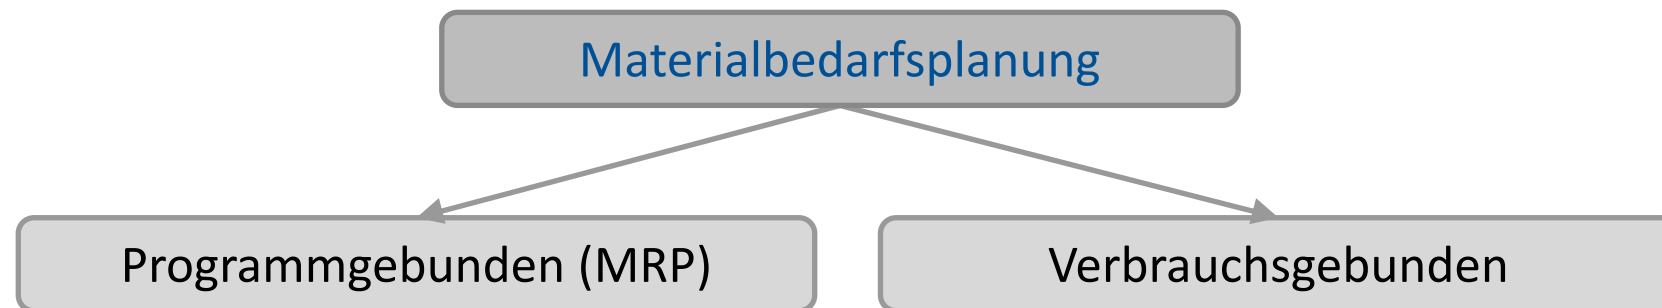 Materialbedarfsplanung
Programmgebunden (MRP)
Verbrauchsgebunden